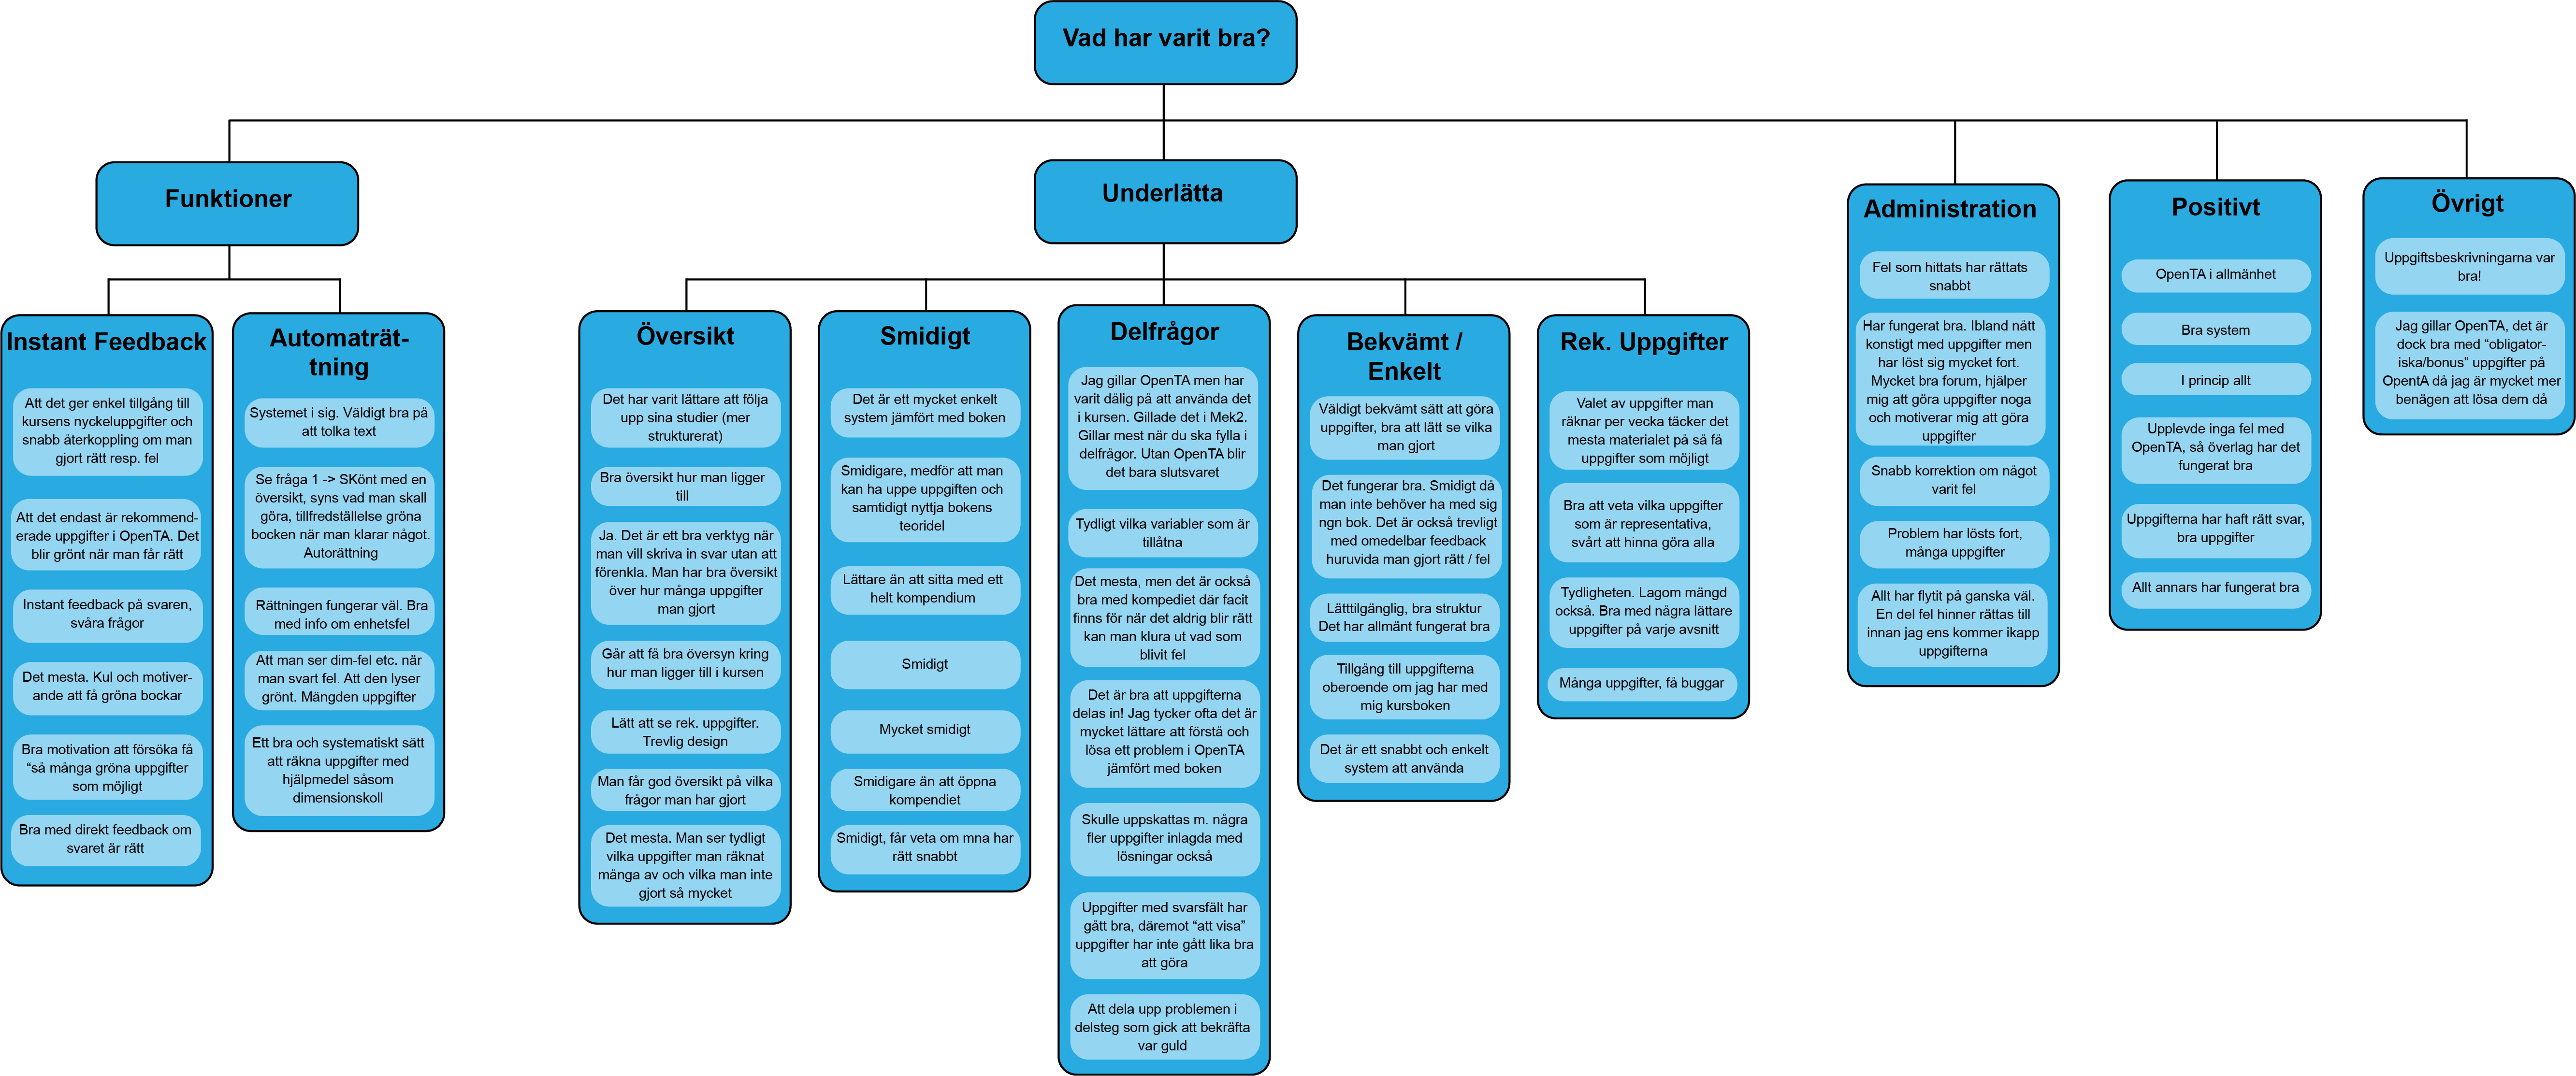 Vad har varit bra?
Funktioner
Instant Feedback
Att det ger enkel tillgång till
kursens nyckeluppgifter och
snabb återkoppling om man
gjort rätt resp. fel
Att det endast är rekommend-
erade uppgifter i OpenTA. Det
blir grönt när man får rätt
Instant feedback på svaren,
svåra frågor
Det mesta. Kul och motiver-
ande att få gröna bockar
Bra motivation att försöka få
“så många gröna uppgifter
som möjligt
Bra med direkt feedback om
svaret är rätt
Automaträt-
tning
Systemet i sig. Väldigt bra på
att tolka text
Se fråga 1 -> SKönt med en
översikt, syns vad man skall
göra, tillfredställelse gröna
bocken när man klarar något.
Autorättning
Rättningen fungerar väl. Bra
med info om enhetsfel
Att man ser dim-fel etc. när
man svart fel. Att den lyser
grönt. Mängden uppgifter
Ett bra och systematiskt sätt
att räkna uppgifter med
hjälpmedel såsom
dimensionskoll
Underlätta
Översikt
Det har varit lättare att följa
upp sina studier (mer
strukturerat)
Bra översikt hur man ligger
till
Ja. Det är ett bra verktyg när
man vill skriva in svar utan att
förenkla. Man har bra översikt
över hur många uppgifter
man gjort
Går att få bra översyn kring
hur man ligger till i kursen
Lätt att se rek. uppgifter.
Trevlig design
Man får god översikt på vilka
frågor man har gjort
Det mesta. Man ser tydligt
vilka uppgifter man räknat
många av och vilka man inte
gjort så mycket
Smidigt
Det är ett mycket enkelt
system jämfört med boken
Smidigare, medför att man
kan ha uppe uppgiften och
samtidigt nyttja bokens
teoridel
Lättare än att sitta med ett
helt kompendium
Smidigt
Mycket smidigt
Smidigare än att öppna
kompendiet
Smidigt, får veta om mna har
rätt snabbt
Delfrågor
Jag gillar OpenTA men har
varit dålig på att använda det
i kursen. Gillade det i Mek2.
Gillar mest när du ska fylla i
delfrågor. Utan OpenTA blir
det bara slutsvaret
Tydligt vilka variabler som är
tillåtna
Det mesta, men det är också
bra med kompediet där facit
finns för när det aldrig blir rätt
kan man klura ut vad som
blivit fel
Det är bra att uppgifterna
delas in! Jag tycker ofta det är
mycket lättare att förstå och
lösa ett problem i OpenTA
jämfört med boken
Skulle uppskattas m. några
fler uppgifter inlagda med
lösningar också
Uppgifter med svarsfält har
gått bra, däremot “att visa”
uppgifter har inte gått lika bra
att göra
Att dela upp problemen i
delsteg som gick att bekräfta
var guld
Bekvämt /
Enkelt
Väldigt bekvämt sätt att göra
uppgifter, bra att lätt se vilka
man gjort
Det fungerar bra. Smidigt då
man inte behöver ha med sig
ngn bok. Det är också trevligt
med omedelbar feedback
huruvida man gjort rätt / fel
Lätttilgänglig, bra struktur
Det har allmänt fungerat bra
Tillgång till uppgifterna
oberoende om jag har med
mig kursboken
Det är ett snabbt och enkelt
system att använda
Rek. Uppgifter
Valet av uppgifter man
räknar per vecka täcker det
mesta materialet på så få
uppgifter som möjligt
Bra att veta vilka uppgifter
som är representativa,
svårt att hinna göra alla
Tydligheten. Lagom mängd
också. Bra med några lättare
uppgifter på varje avsnitt
Många uppgifter, få buggar
Administration
Fel som hittats har rättats
snabbt
Har fungerat bra. Ibland nått
konstigt med uppgifter men
har löst sig mycket fort.
Mycket bra forum, hjälper
mig att göra uppgifter noga
och motiverar mig att göra
uppgifter
Snabb korrektion om något
varit fel
Problem har lösts fort,
många uppgifter
Allt har flytit på ganska väl.
En del fel hinner rättas till
innan jag ens kommer ikapp
uppgifterna
Positivt
OpenTA i allmänhet
Bra system
I princip allt
Upplevde inga fel med
OpenTA, så överlag har det
fungerat bra
Uppgifterna har haft rätt svar,
bra uppgifter
Allt annars har fungerat bra
Övrigt
Uppgiftsbeskrivningarna var
bra!
Jag gillar OpenTA, det är
dock bra med “obligator-
iska/bonus” uppgifter på
OpentA då jag är mycket mer
benägen att lösa dem då